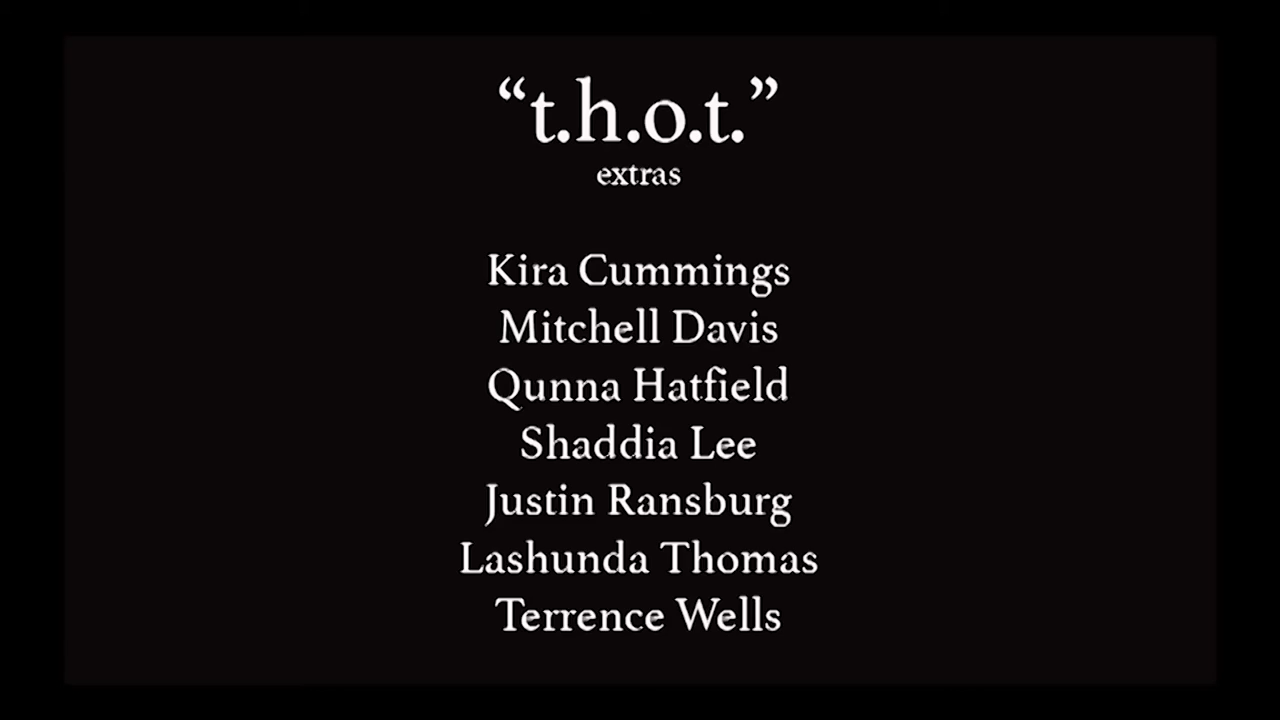 “t.h.o.t.”
extras
Kira Cummings
Mitchell Davis
Qunna Hatfield
Shaddia Lee
Justin Ransburg
Lashunda Thomas
Terrence Wells